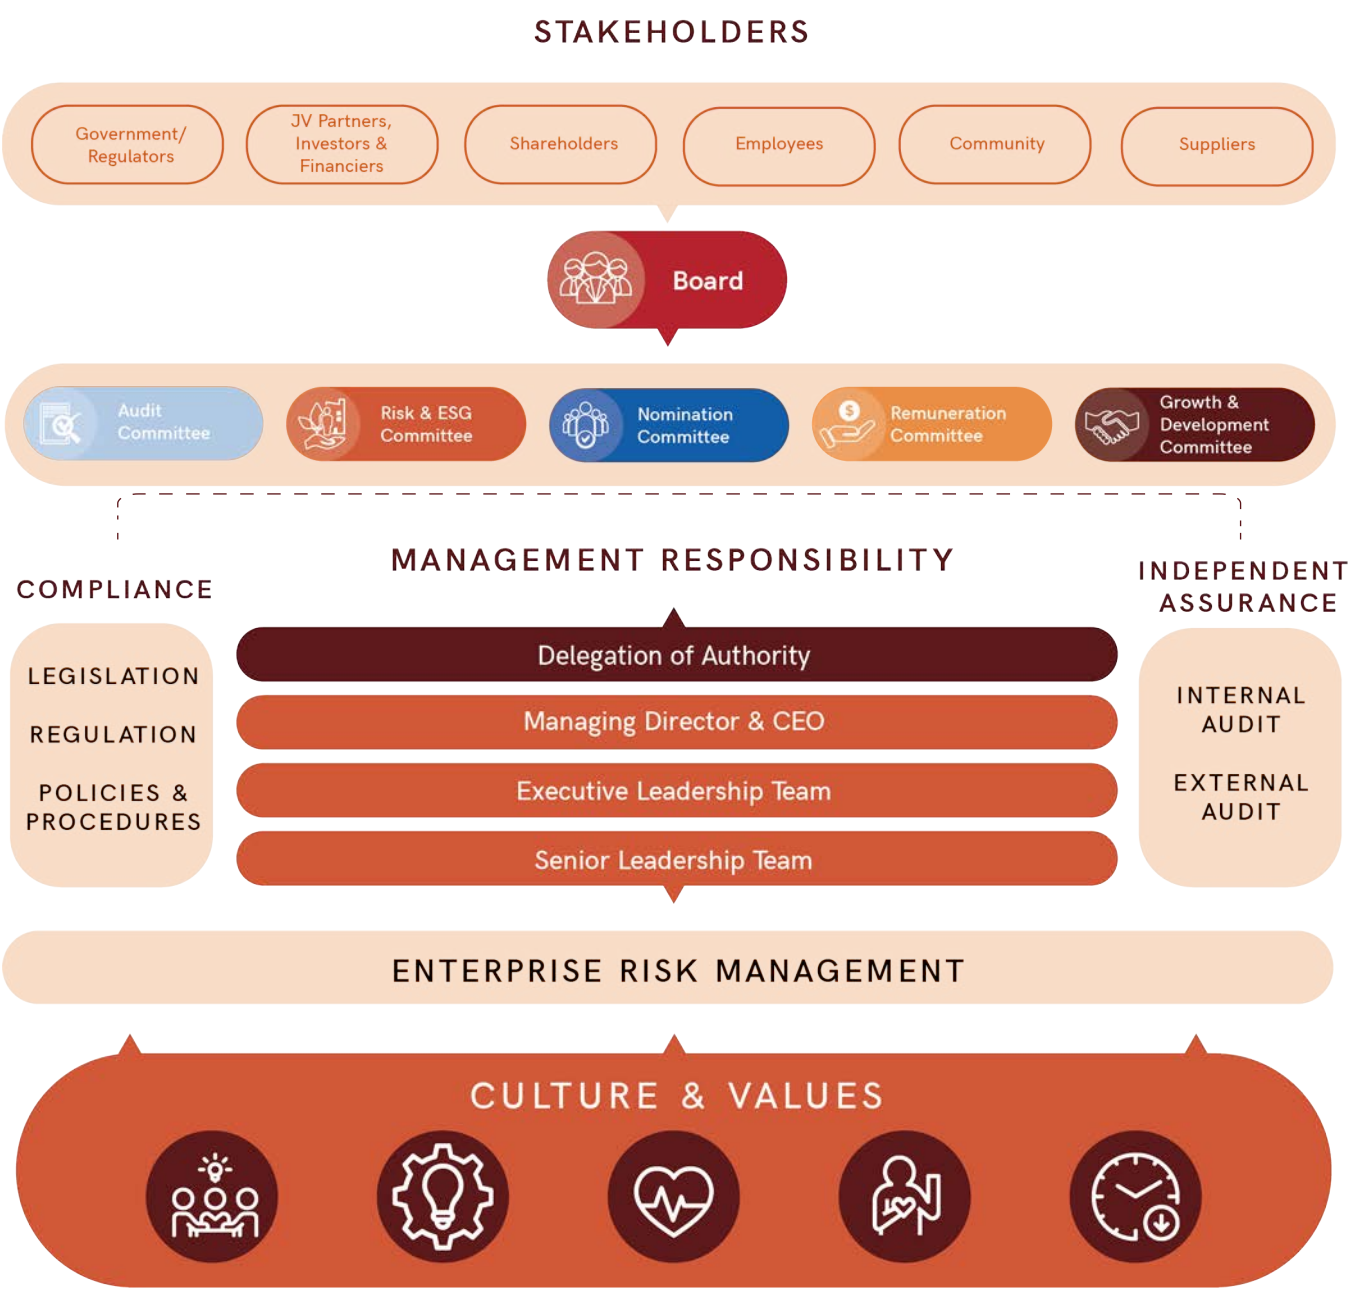 STAKEHOLDERS
Government/
Regulators
JV Partners,
Investors &
Financiers
Shareholders
Employees
Community
Suppliers
Board
Audit
Committee
Risk & ESG
Committee
Nomination
Committee
Remuneration
Committee
Growth &
Development
Committee
COMPLIANCE
LEGISLATION
REGULATION
POLICIES &
PROCEDURES
MANAGEMENT RESPONSIBILITY
Delegation of Authority
Managing Director & CEO
Executive Leadership Team
Senior Leadership Team
INDEPENDENT
ASSURANCE
INTERNAL
AUDIT
EXTERNAL
AUDIT
ENTERPRISE RISK MANAGEMENT
CULTURE & VALUES